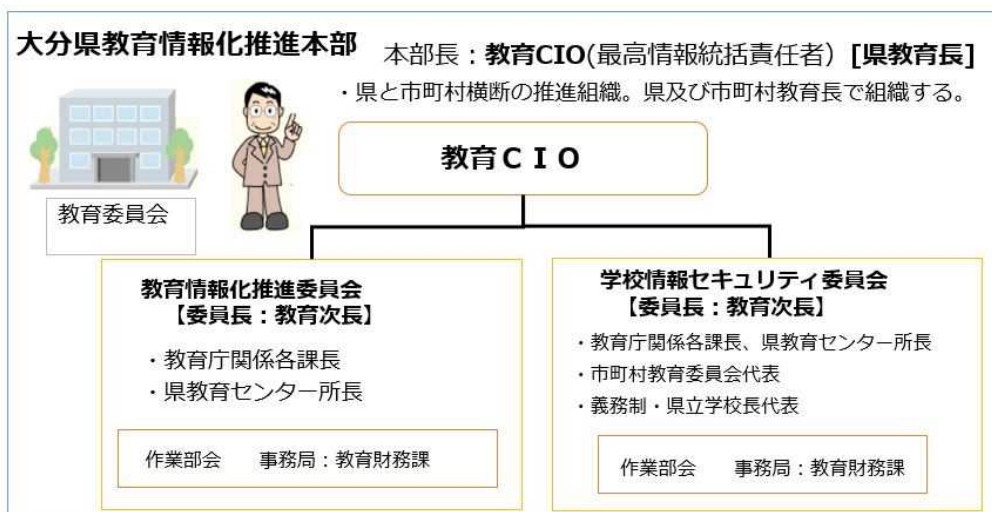 大分県教育情報化推進本部
本部長：教育CIO(最高情報統括責任者）[県教育長]
・県と市町村横断の推進組織。県及び市町村教育長で組織する。
教育ＣＩＯ
教育委員会
教育情報化推進委員会
【委員長：教育次長】
・教育庁関係各課長
・県教育センター所長
作業部会　　事務局：教育財務課
学校情報セキュリティ委員会
【委員長：教育次長】
・教育庁関係各課長、県教育センター所長
・市町村教育委員会代表
・義務制・県立学校長代表
作業部会　　事務局：教育財務課